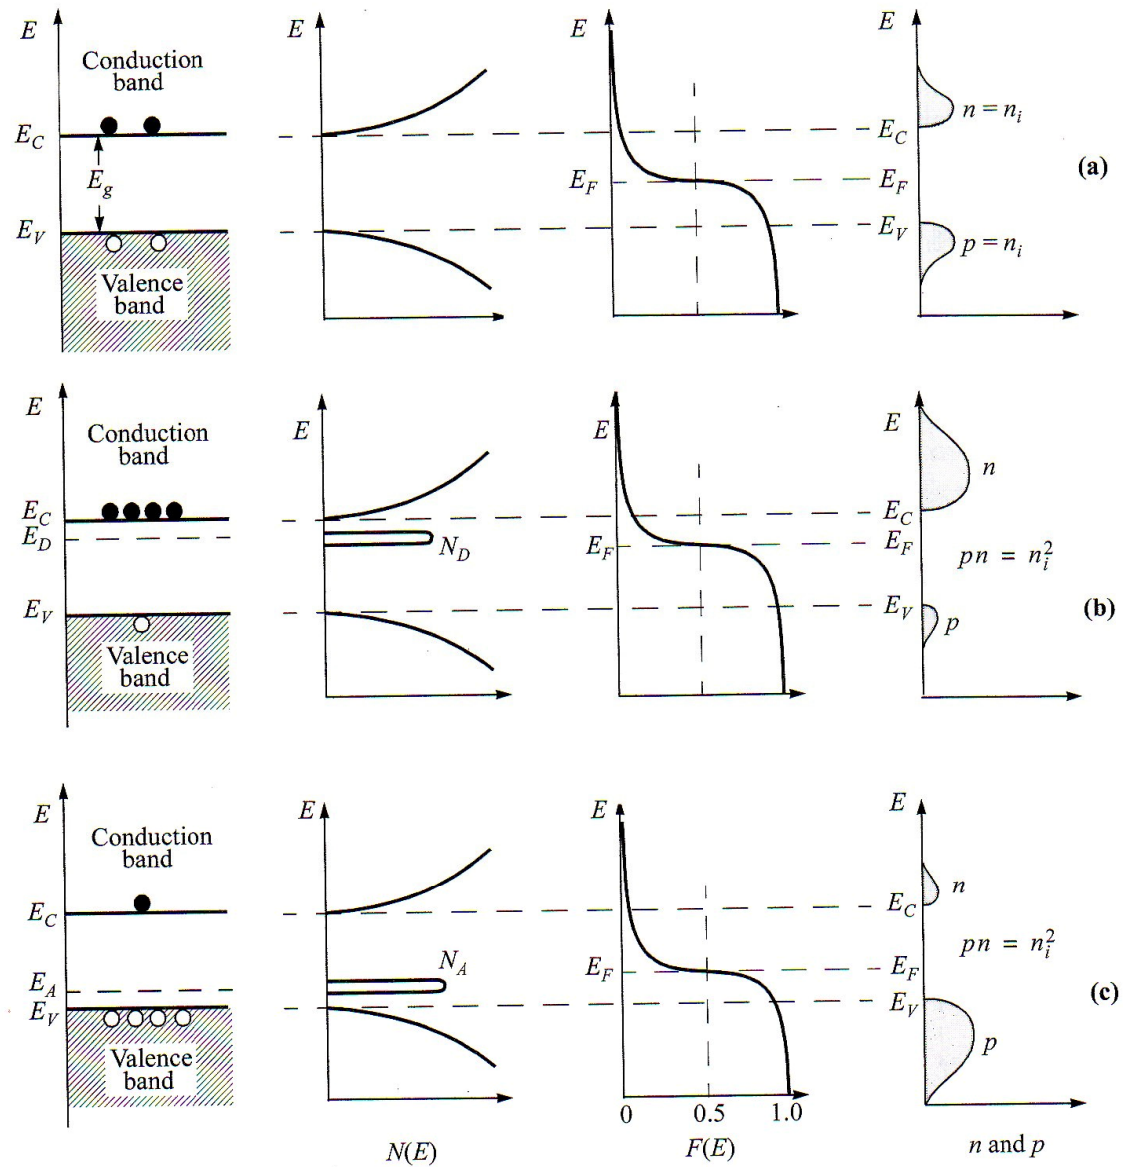 E
Conduction
band
E_C
E_g
E_V
Valence
band
E
E
E_F
E
n = n_i
E_C
E_F
E_V
p = n_i
(a)
E
Conduction
band
E_C
E_D
E_V
Valence
band
E
N_D
E
E_F
E
n
E_C
E_F
pn = n_i^2
E_V
p
(b)
E
Conduction
band
E_C
E_A
E_V
Valence
band
E
N_A
N(E)
E
E_F
0 0.5 1.0
F(E)
E
n
E_C
pn = n_i^2
E_F
E_V
p
n and p
(c)